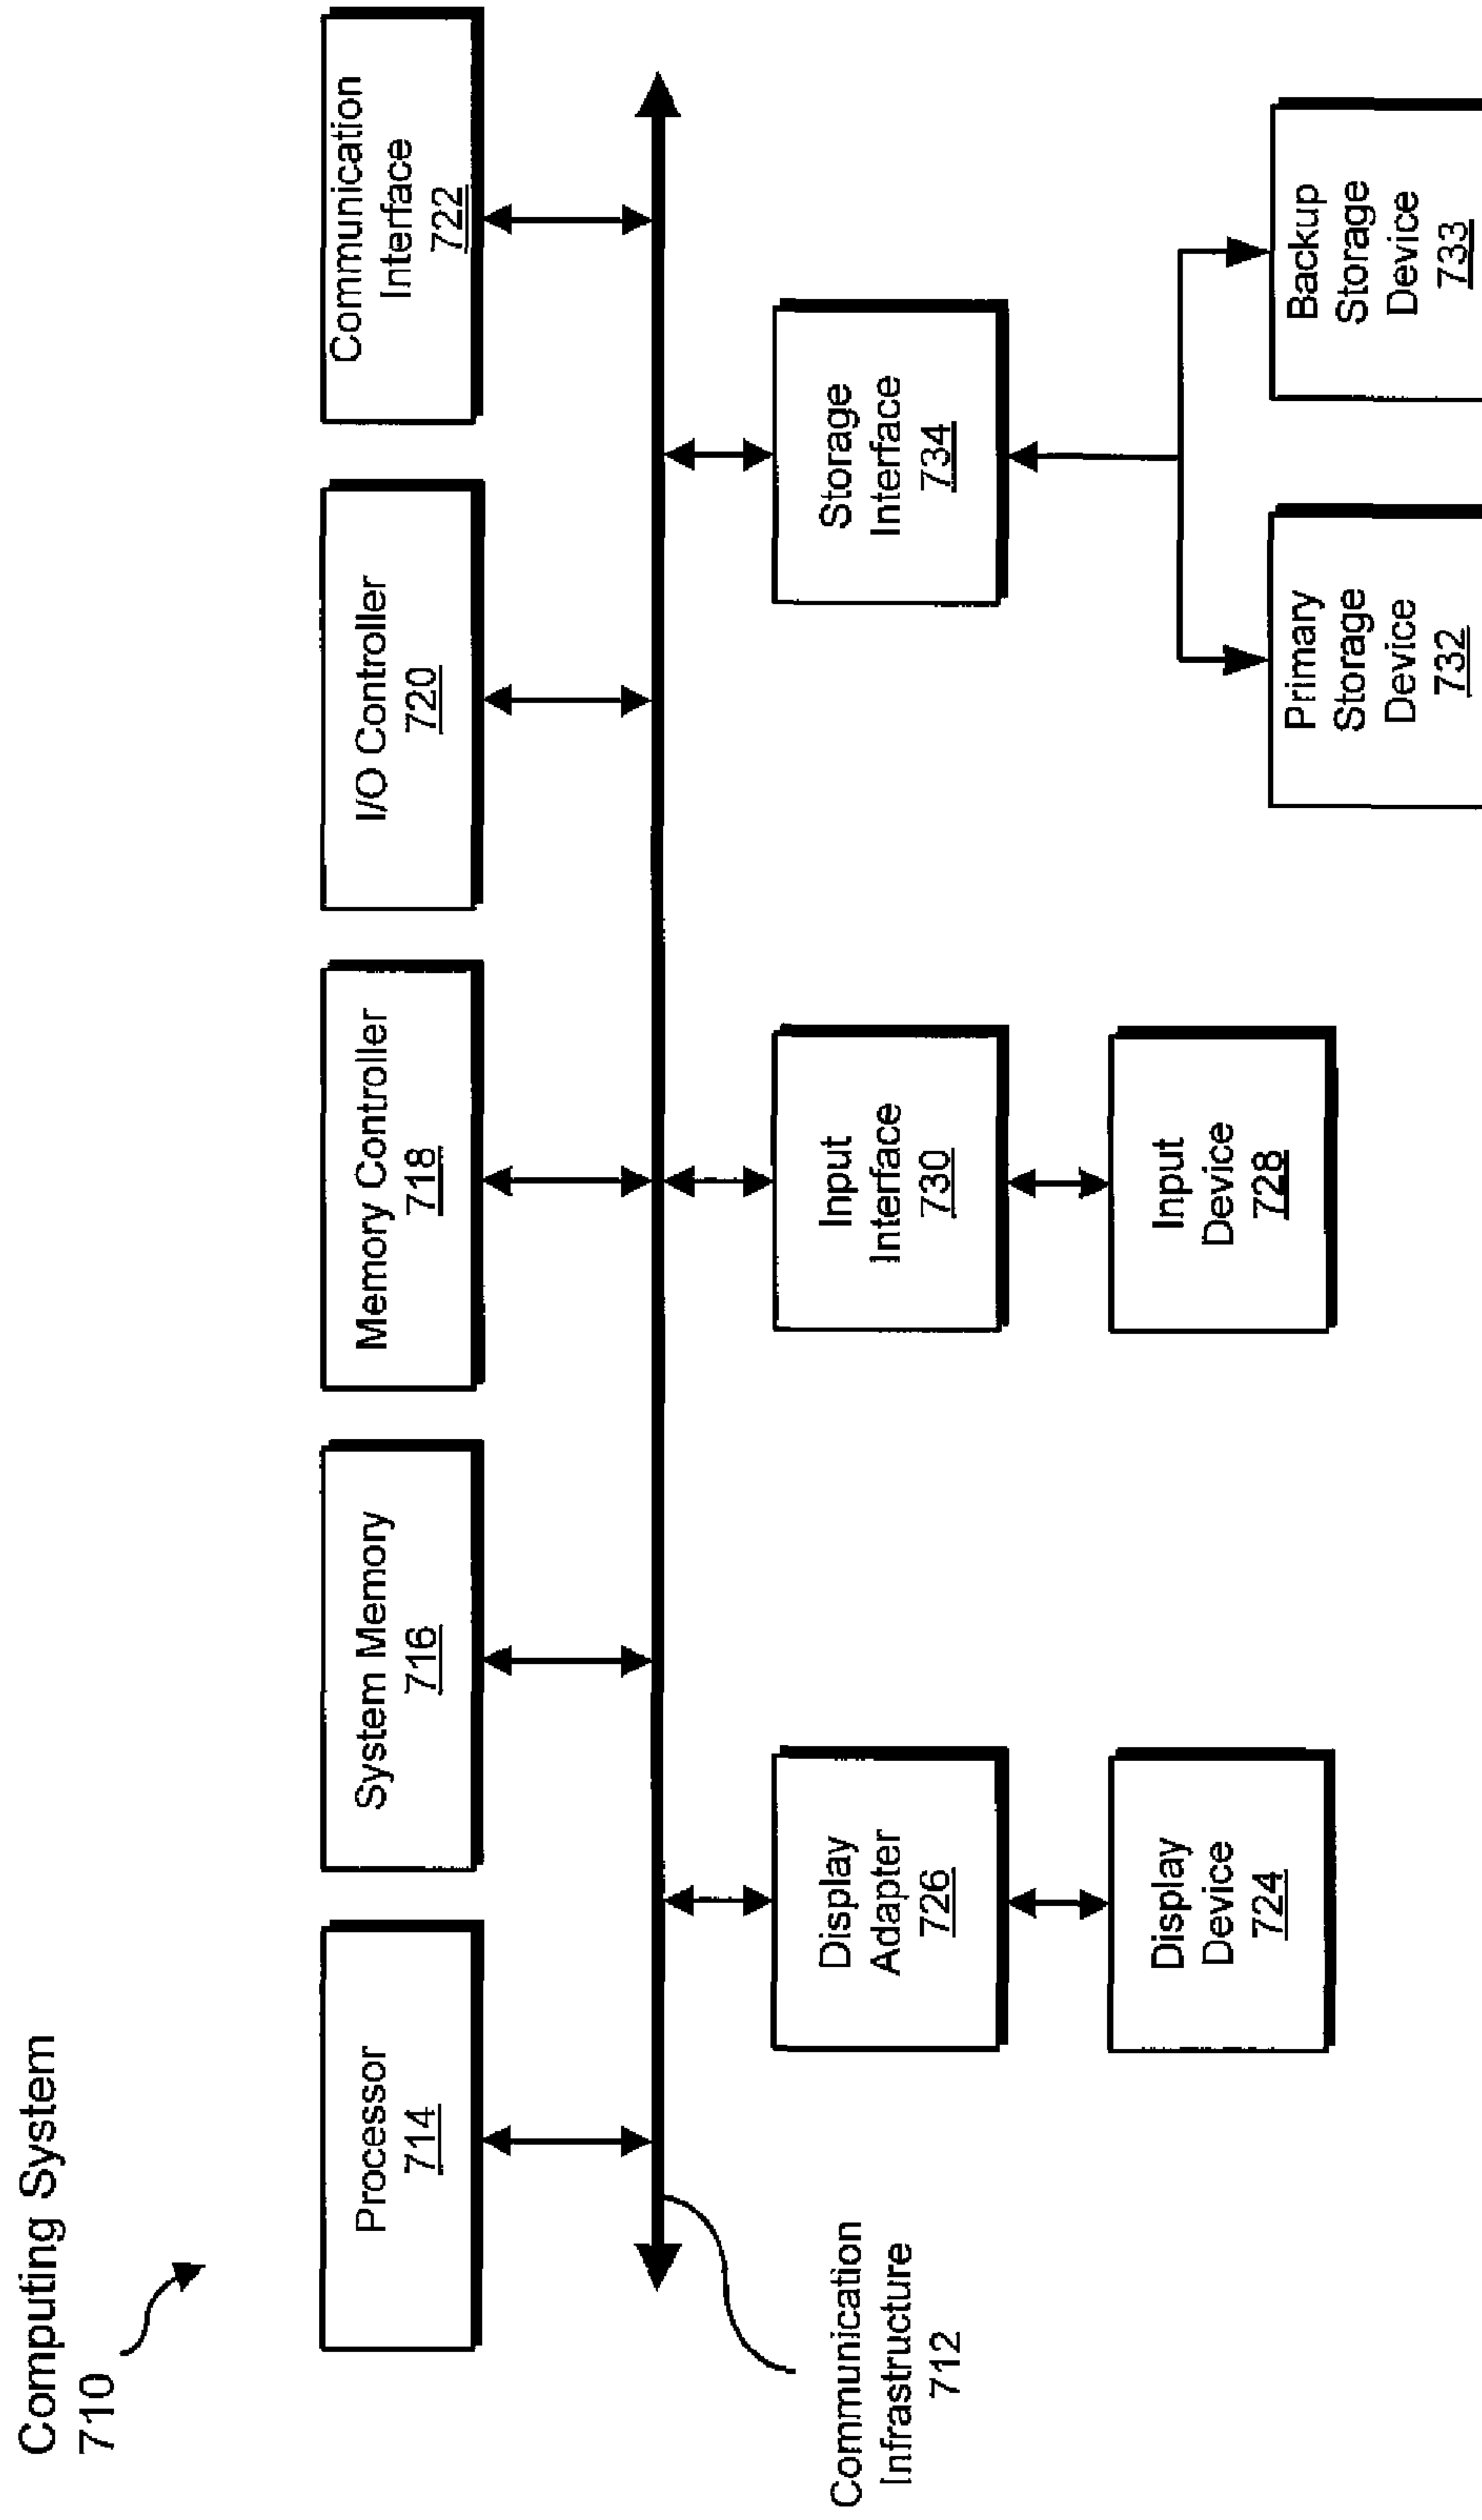 Computing System
710
Processor
714
System Memory
716
Memory Controller
718
I/O Controller
720
Communication
Interface
722
Communication
Infrastructure
712
Display
Adapter
726
Input
Interface
730
Storage
Interface
734
Display
Device
724
Input
Device
728
Primary
Storage
Device
732
Backup
Storage
Device
733